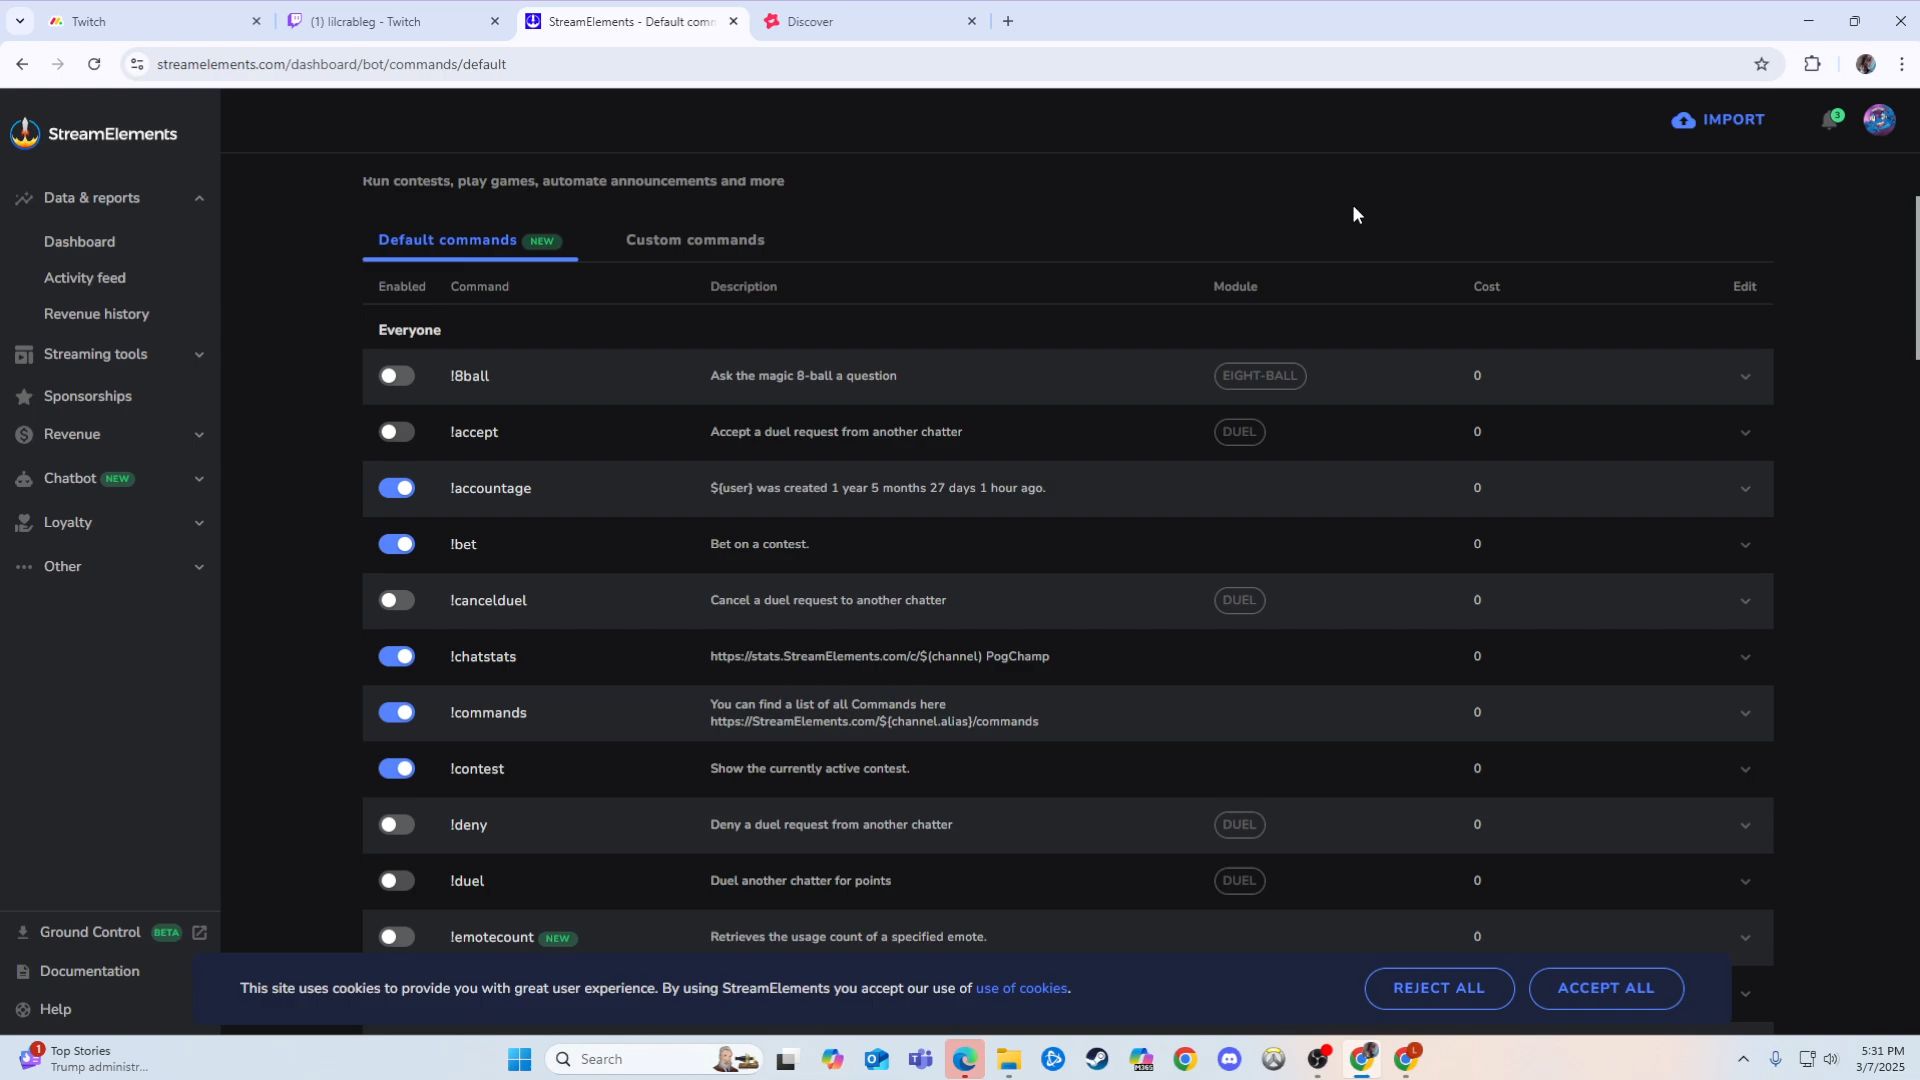 Twitch
(1) lilcrableg - Twitch
StreamElements - Default comm
Discover
streamelements.com/dashboard/bot/commands/default
StreamElements
IMPORT
3
Run contests, play games, automate announcements and more
Data & reports
Dashboard
Activity feed
Revenue history
Streaming tools
Sponsorships
Revenue
Chatbot NEW
Loyalty
Other
Ground Control BETA
Documentation
Help
Default commands NEW
Custom commands
Enabled Command Description Module Cost Edit
Everyone
!8ball Ask the magic 8-ball a question EIGHT-BALL 0
!accept Accept a duel request from another chatter DUEL 0
!accountage ${user} was created 1 year 5 months 27 days 1 hour ago. 0
!bet Bet on a contest. 0
!cancelduel Cancel a duel request to another chatter DUEL 0
!chatstats https://stats.StreamElements.com/c/$(channel) PogChamp 0
!commands You can find a list of all Commands here 0
https://StreamElements.com/${channel.alias}/commands
!contest Show the currently active contest. 0
!deny Deny a duel request from another chatter DUEL 0
!duel Duel another chatter for points DUEL 0
!emotecount NEW Retrieves the usage count of a specified emote. 0
This site uses cookies to provide you with great user experience. By using StreamElements you accept our use of use of cookies.
REJECT ALL
ACCEPT ALL
1
Top Stories
Trump administr...
Search
M365
L
5:31 PM
3/7/2025